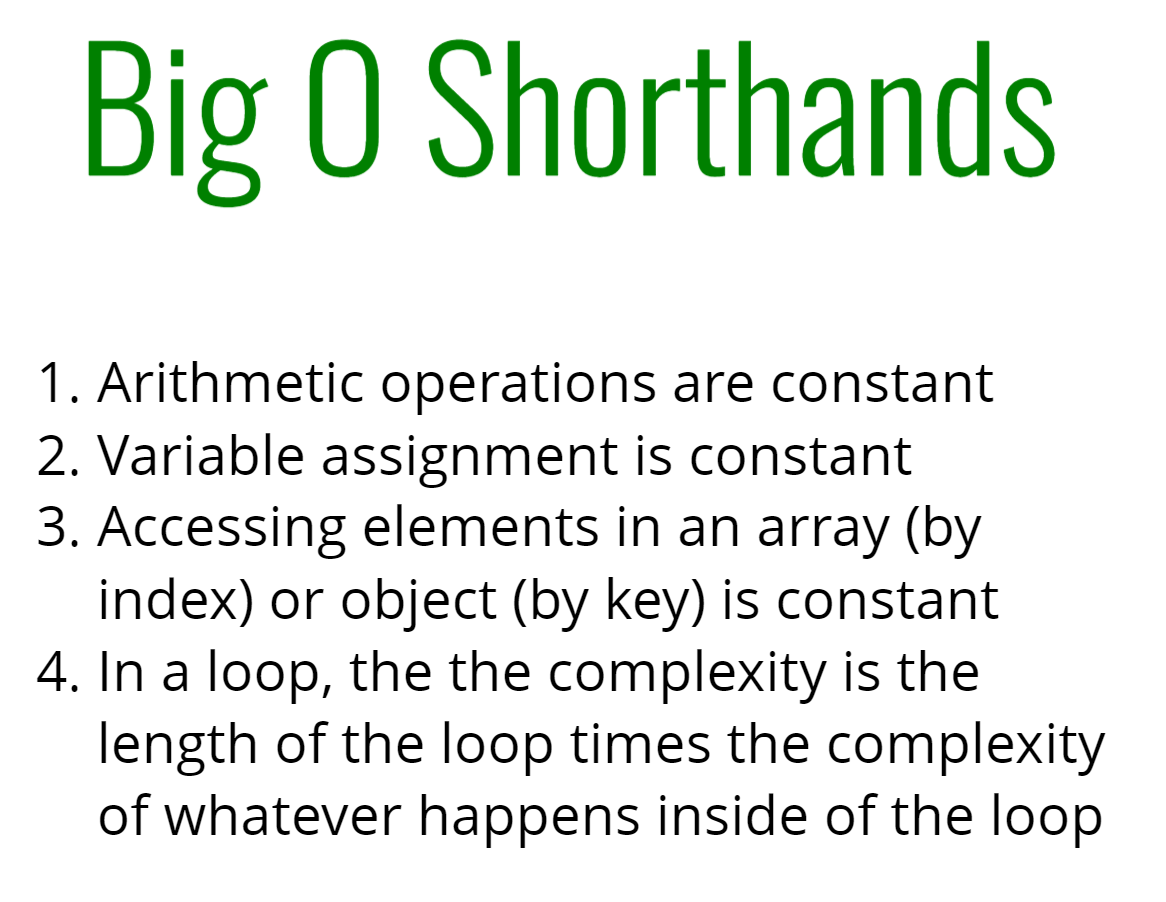 Big O Shorthands
1. Arithmetic operations are constant
2. Variable assignment is constant
3. Accessing elements in an array (by
index) or object (by key) is constant
4. In a loop, the the complexity is the
length of the loop times the complexity
of whatever happens inside of the loop